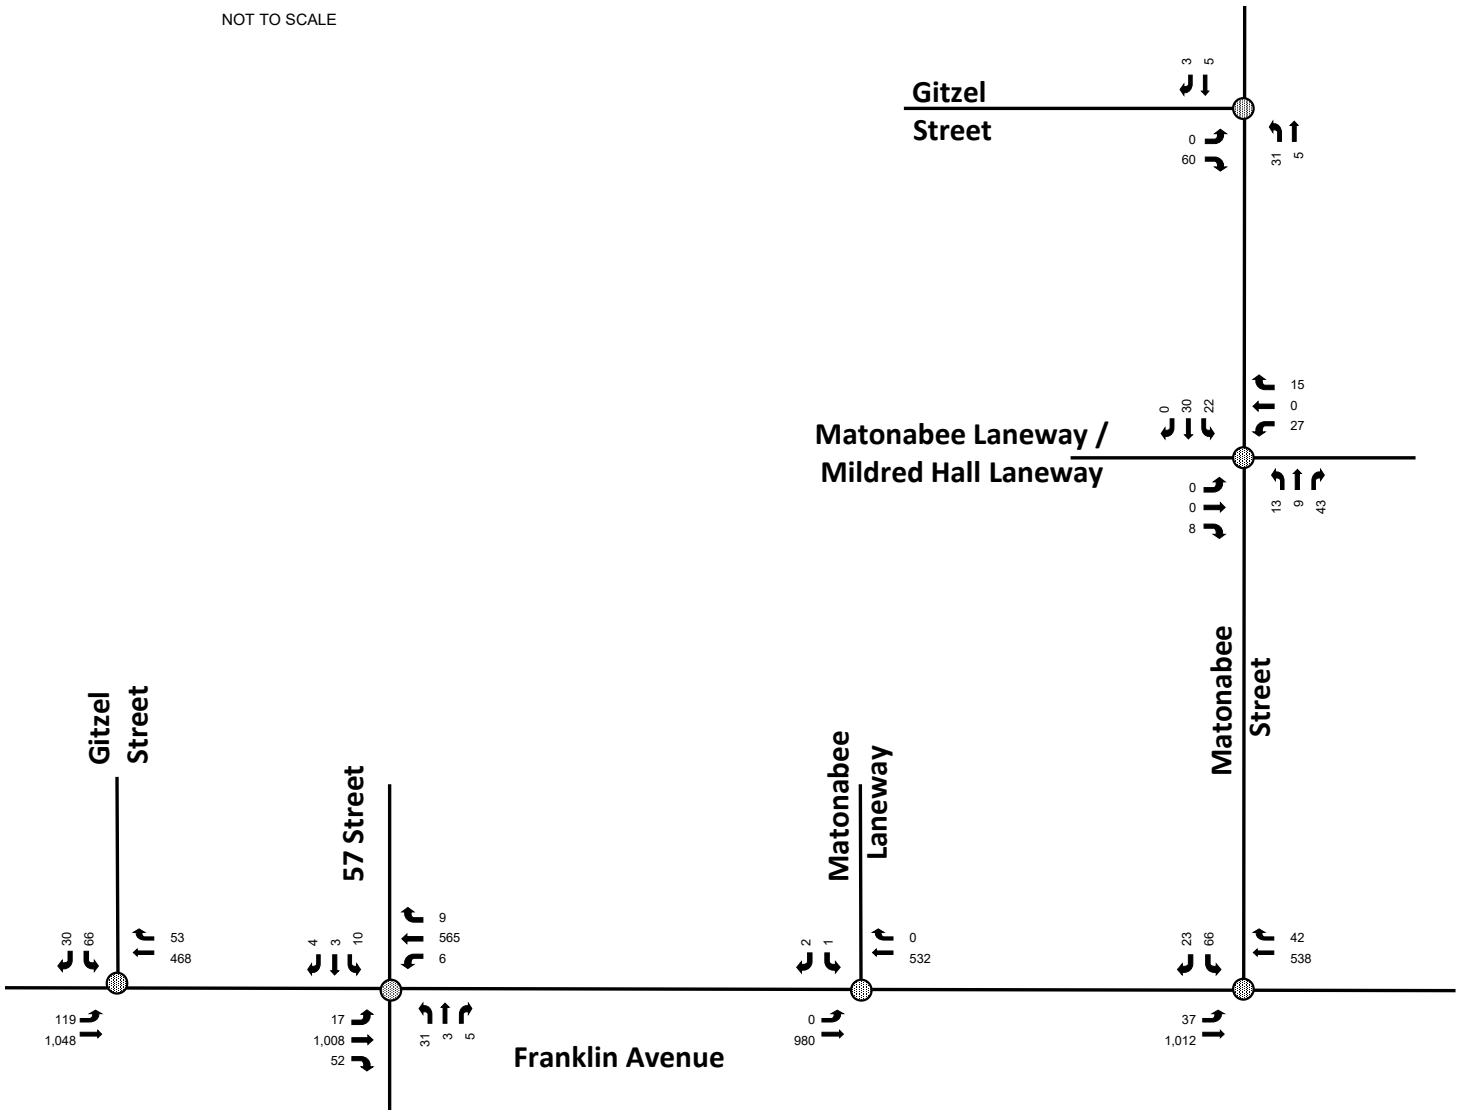 NOT TO SCALE
3 5
Gitzel
Street
0
60
31 5
15
0
27
0 30 22
Matonabee Laneway /
Mildred Hall Laneway
0
0
8
13 9 43
Matonabee
Street
Gitzel
Street
57 Street
Matonabee
Laneway
30 66
53
468
119
1,048
4 3 10
9
565
6
17
1,008
52
31 3 5
Franklin Avenue
2 1
0
532
0
980
23 66
42
538
37
1,012